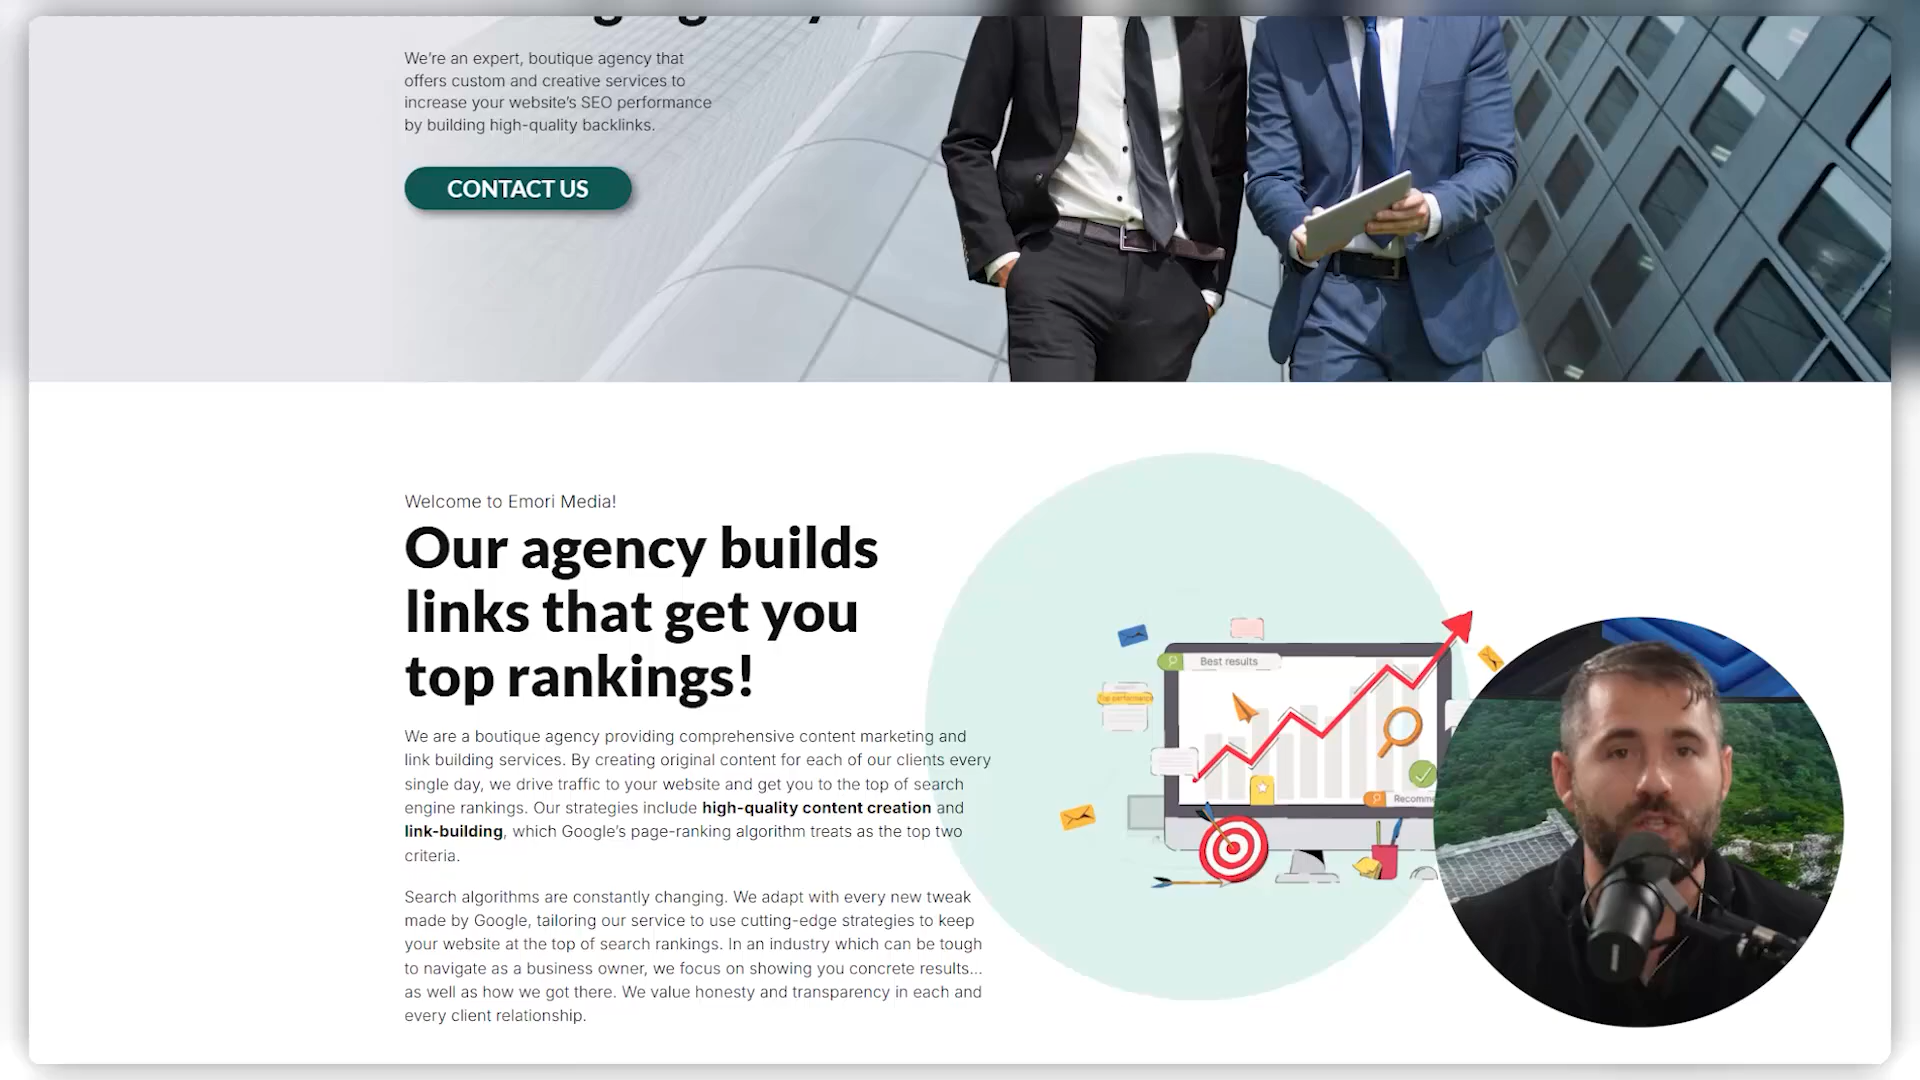 We're an expert, boutique agency that
offers custom and creative services to
increase your website's SEO performance
by building high-quality backlinks.
CONTACT US
Welcome to Emori Media!
Our agency builds
links that get you
top rankings!
We are a boutique agency providing comprehensive content marketing and
link building services. By creating original content for each of our clients every
single day, we drive traffic to your website and get you to the top of search
engine rankings. Our strategies include high-quality content creation and
link-building, which Google's page-ranking algorithm treats as the top two
criteria.
Search algorithms are constantly changing. We adapt with every new tweak
made by Google, tailoring our service to use cutting-edge strategies to keep
your website at the top of search rankings. In an industry which can be tough
to navigate as a business owner, we focus on showing you concrete results...
as well as how we got there. We value honesty and transparency in each and
every client relationship.
Best results
Top performance
Recomme